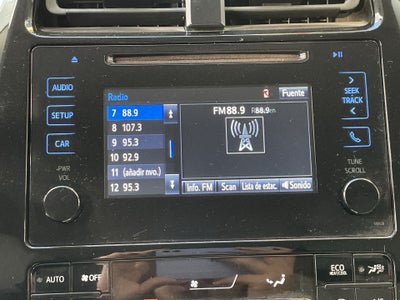 AUDIO
SETUP
CAR
-PWR
VOL
Radio
Fuente
7 88.9
8 107.3
9 95.3
10 92.9
11 (añadir nvo.)
12 95.3
FM88.9
Info. FM
Scan
Lista de estac.
Sonido
SEEK
TRACK
TUNE
SCROLL
AUTO
OFF
ECO